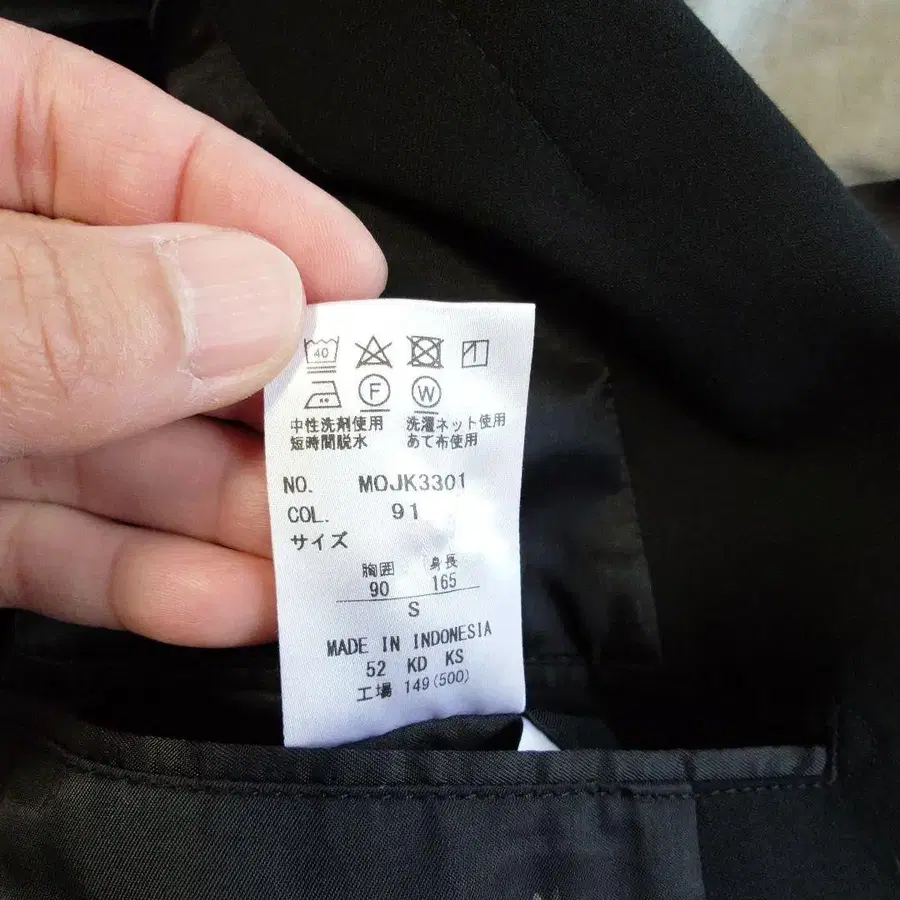 40
F W
中性洗剤使用 洗濯ネット使用
短時間脱水 あて布使用
NO. MOJK3301
COL. 91
サイズ
胸囲 身長
90 165
S
MADE IN INDONESIA
52 KD KS
工場 149(500)